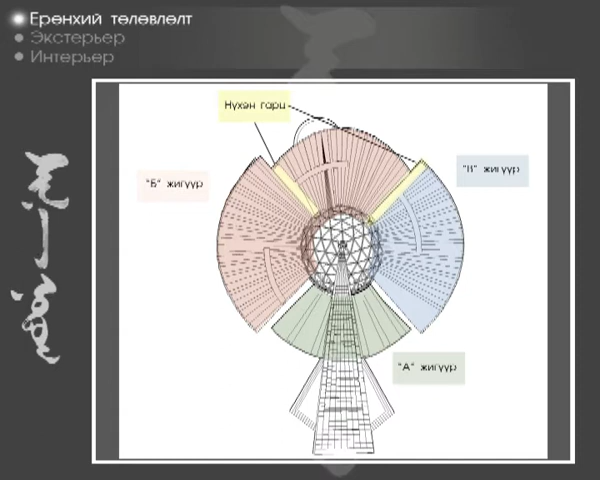 Ерөнхий төлөвлөлт
Экстерьер
Интерьер
Нүхэн гарц
"Б" жигүүр
"В" жигүүр
"А" жигүүр